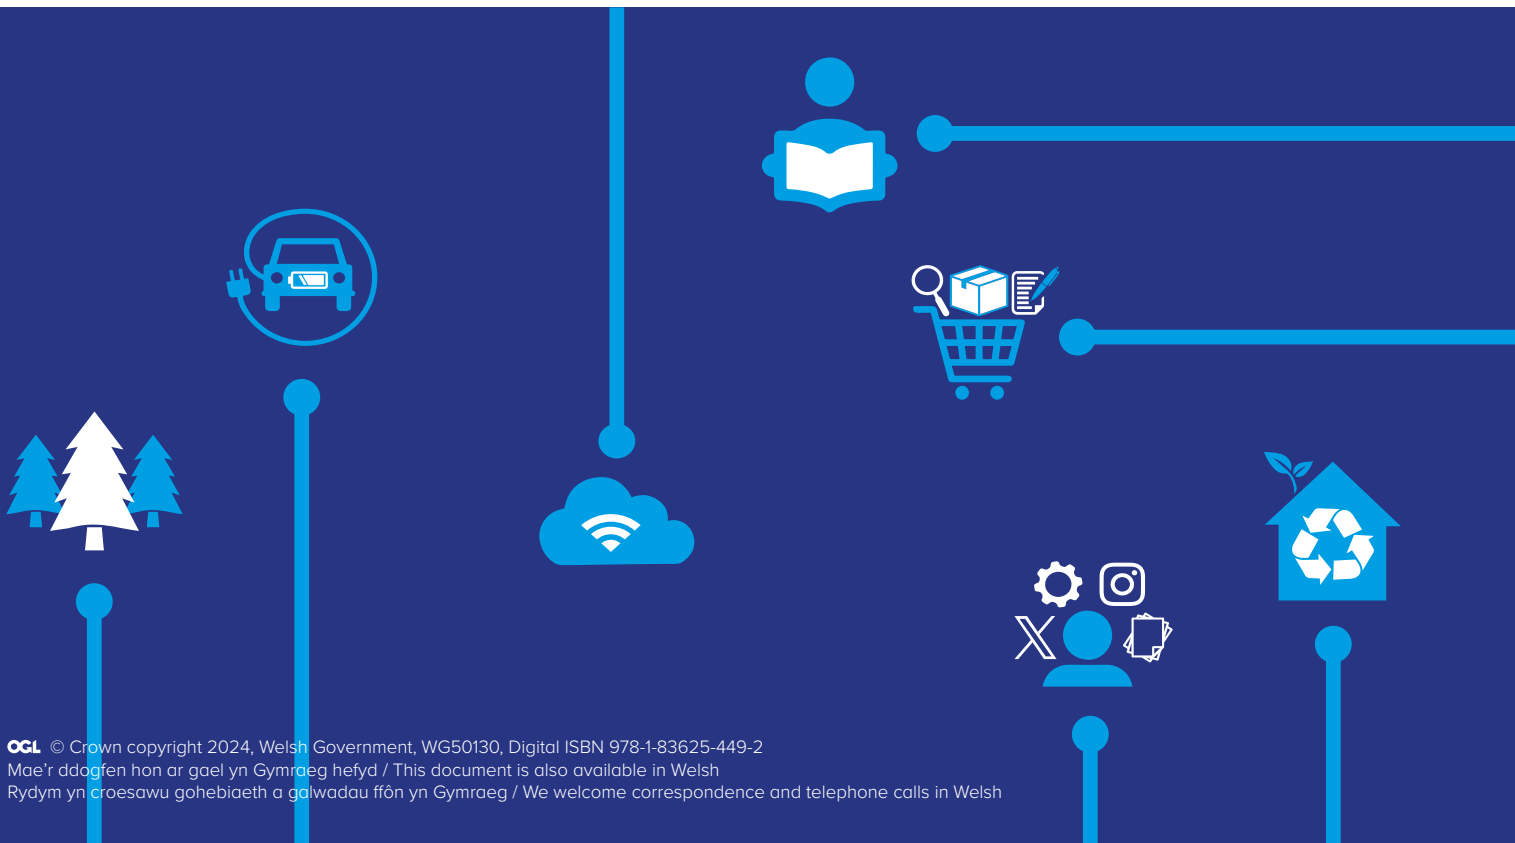 OGL © Crown copyright 2024, Welsh Government, WG50130, Digital ISBN 978-1-83625-449-2
Mae’r ddogfen hon ar gael yn Gymraeg hefyd / This document is also available in Welsh
Rydym yn croesawu gohebiaeth a galwadau ffôn yn Gymraeg / We welcome correspondence and telephone calls in Welsh